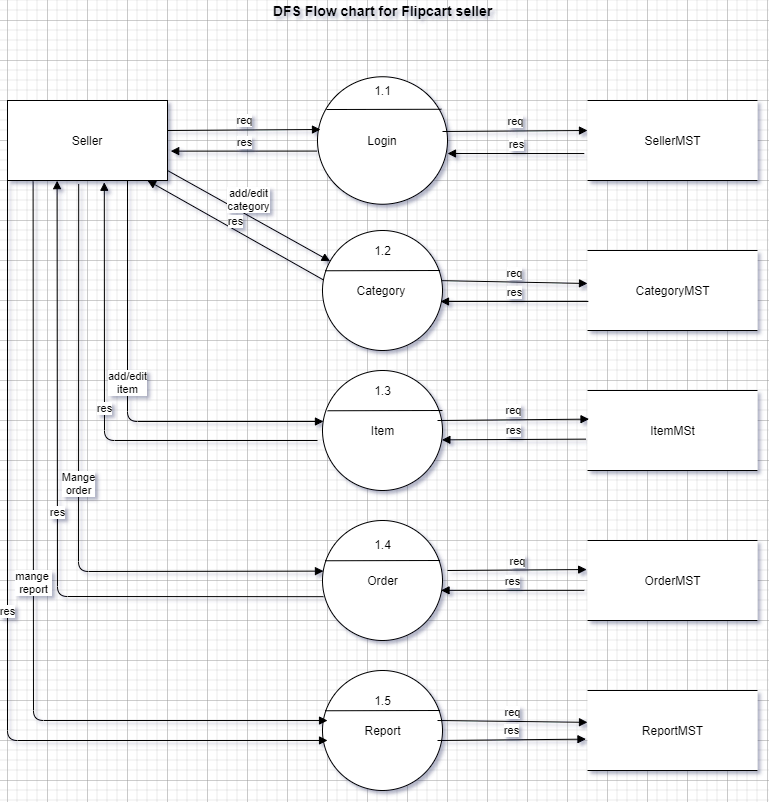 DFS Flow chart for Flipcart seller
1.1
Seller
req
res
Login
req
res
SellerMST
add/edit
category
res
1.2
Category
req
res
CategoryMST
add/edit
item
res
1.3
Item
req
res
ItemMSt
Mange
order
res
1.4
Order
req
res
OrderMST
mange
report
res
1.5
Report
req
res
ReportMST